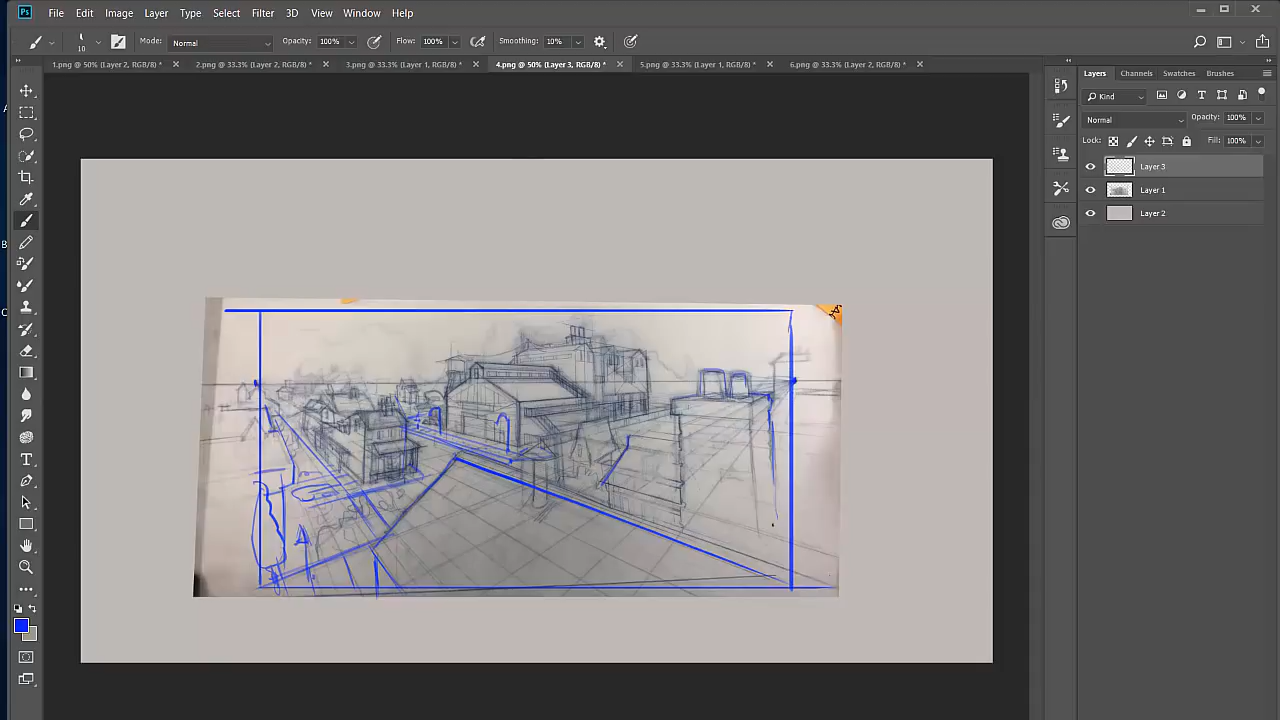 Ps File Edit Image Layer Type Select Filter 3D View Window Help
10 Mode: Normal Opacity: 100% Flow: 100% Smoothing: 10%
1.png @ 50% (Layer 2, RGB/8) * 2.png @ 33.3% (Layer 2, RGB/8) * 3.png @ 33.3% (Layer 1, RGB/8) * 4.png @ 50% (Layer 3, RGB/8) * 5.png @ 33.3% (Layer 1, RGB/8) * 6.png @ 33.3% (Layer 2, RGB/8) *
Layers Channels Swatches Brushes
Kind
Normal Opacity: 100%
Lock: Fill: 100%
Layer 3
Layer 1
Layer 2